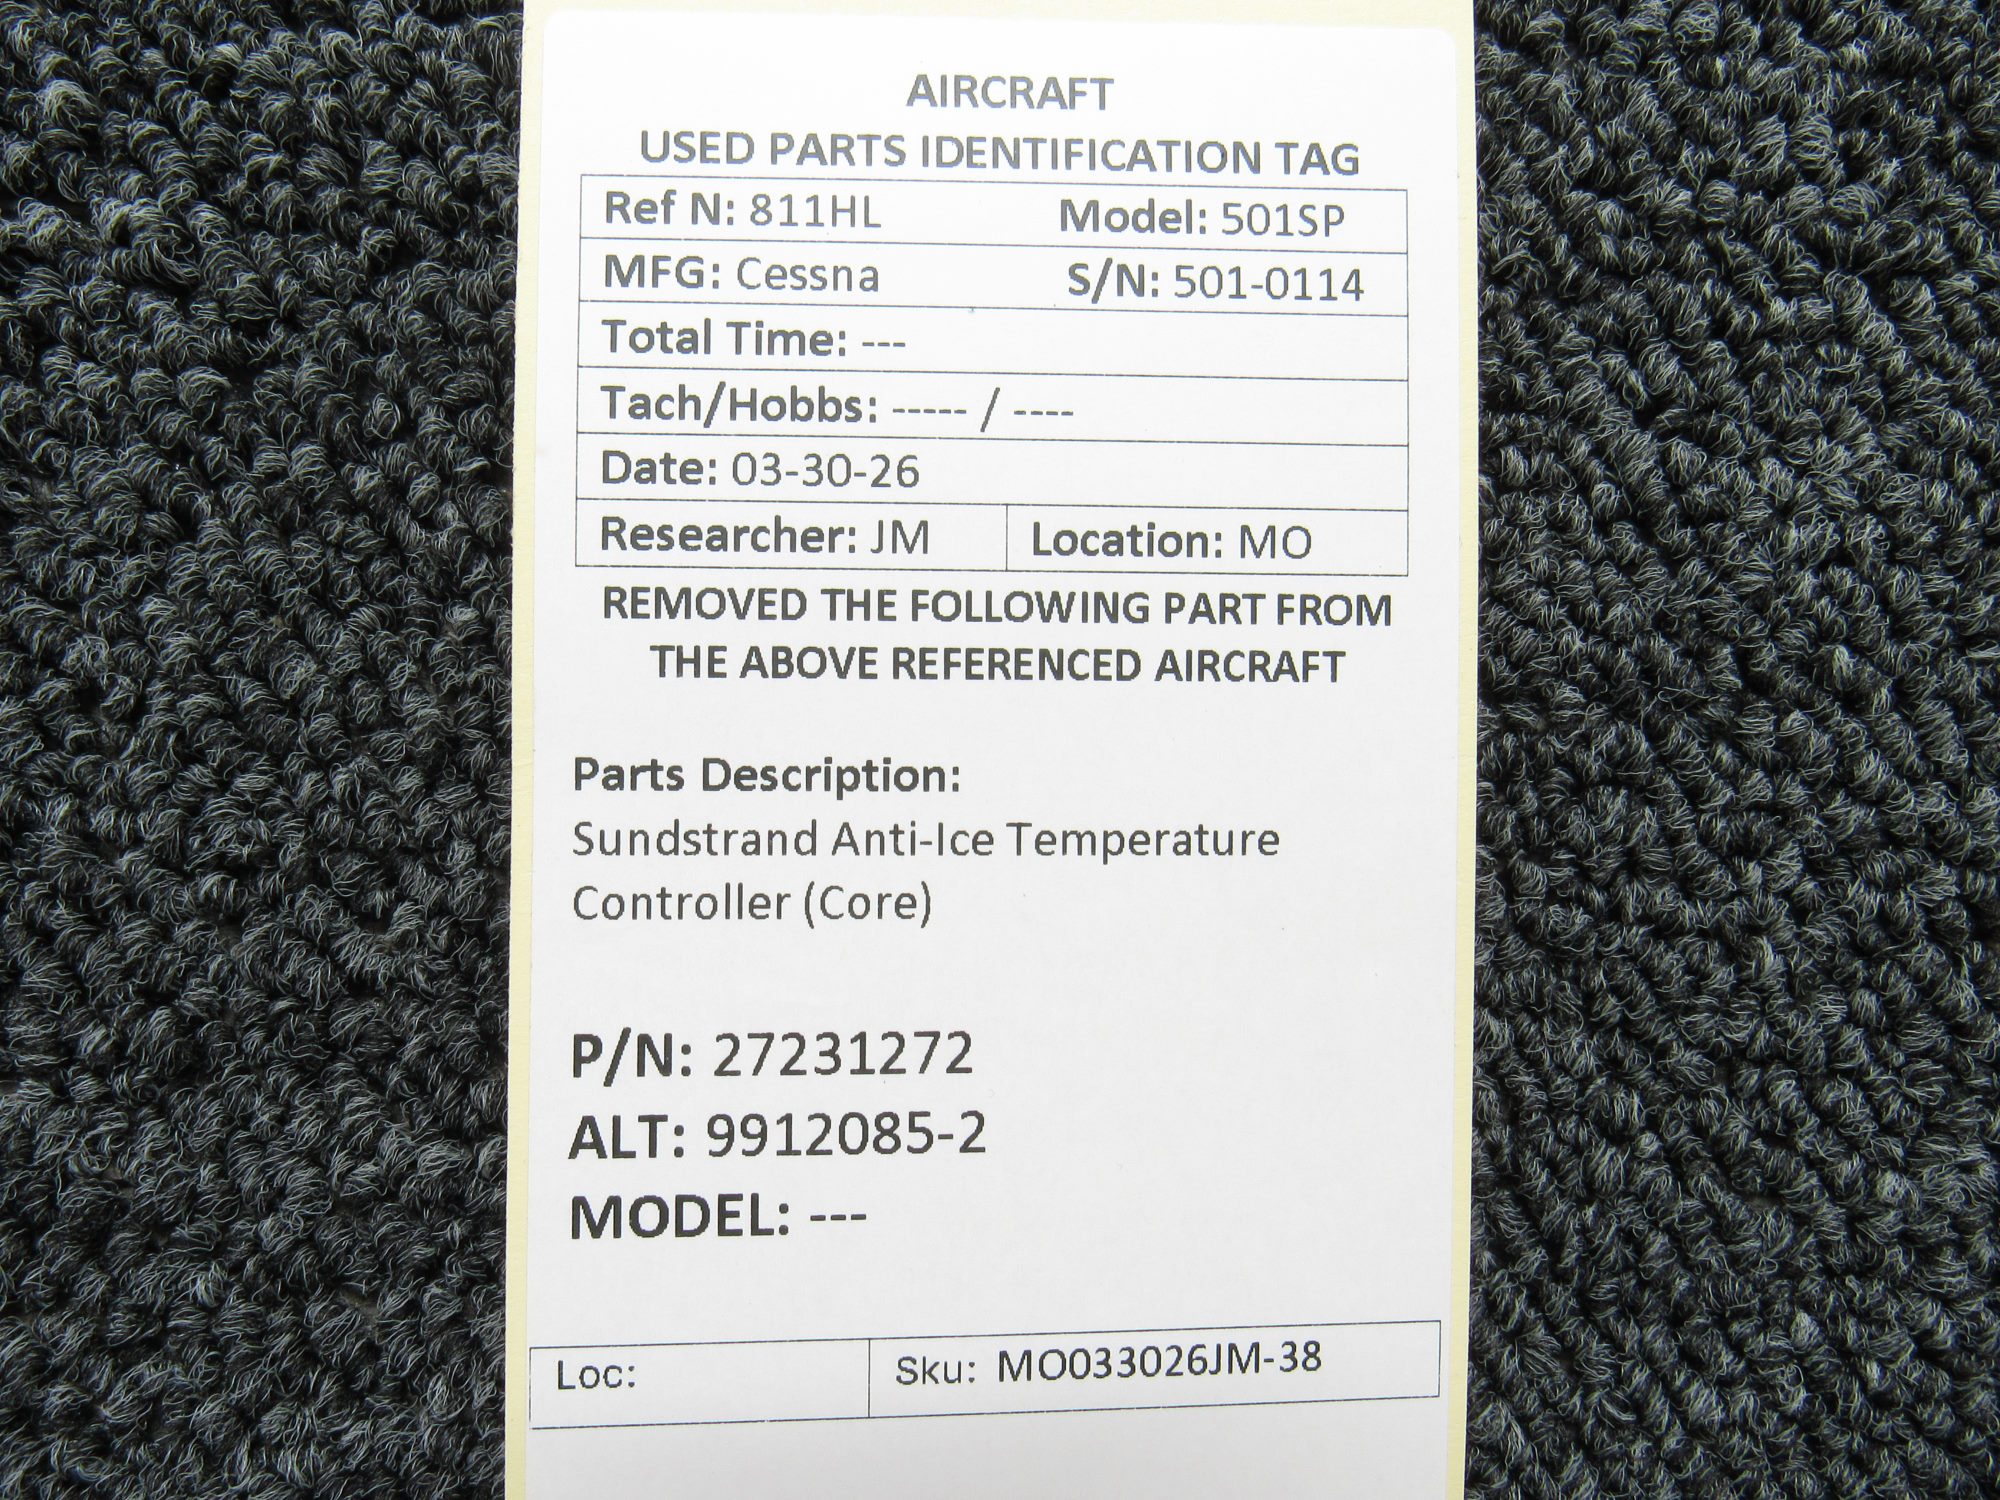 AIRCRAFT
USED PARTS IDENTIFICATION TAG
Ref N: 811HL Model: 501SP
MFG: Cessna S/N: 501-0114
Total Time: ---
Tach/Hobbs: ----- / ----
Date: 03-30-26
Researcher: JM Location: MO
REMOVED THE FOLLOWING PART FROM
THE ABOVE REFERENCED AIRCRAFT
Parts Description:
Sundstrand Anti-Ice Temperature
Controller (Core)
P/N: 27231272
ALT: 9912085-2
MODEL: ---
Loc: Sku: MO033026JM-38